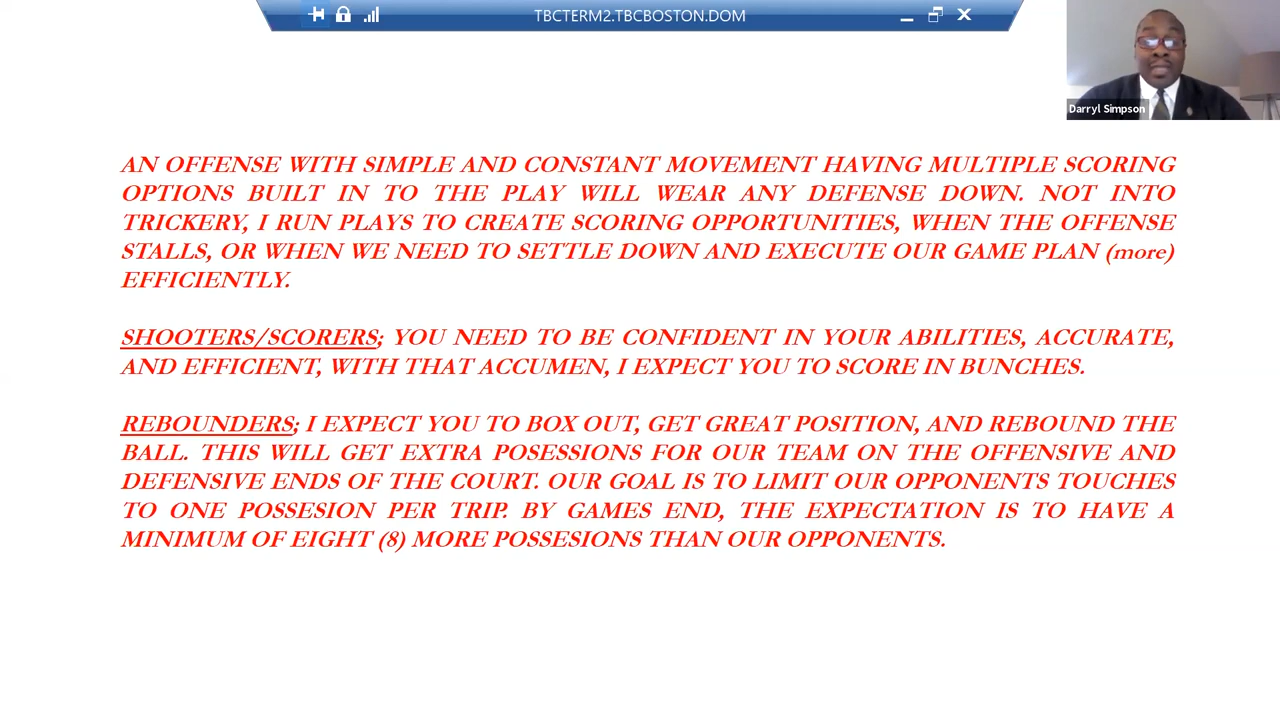 TBCTERM2.TBCBOSTON.DOM
Darryl Simpson
AN OFFENSE WITH SIMPLE AND CONSTANT MOVEMENT HAVING MULTIPLE SCORING
OPTIONS BUILT IN TO THE PLAY WILL WEAR ANY DEFENSE DOWN. NOT INTO
TRICKERY, I RUN PLAYS TO CREATE SCORING OPPORTUNITIES, WHEN THE OFFENSE
STALLS, OR WHEN WE NEED TO SETTLE DOWN AND EXECUTE OUR GAME PLAN (more)
EFFICIENTLY.
SHOOTERS/SCORERS; YOU NEED TO BE CONFIDENT IN YOUR ABILITIES, ACCURATE,
AND EFFICIENT, WITH THAT ACCUMEN, I EXPECT YOU TO SCORE IN BUNCHES.
REBOUNDERS; I EXPECT YOU TO BOX OUT, GET GREAT POSITION, AND REBOUND THE
BALL. THIS WILL GET EXTRA POSESSIONS FOR OUR TEAM ON THE OFFENSIVE AND
DEFENSIVE ENDS OF THE COURT. OUR GOAL IS TO LIMIT OUR OPPONENTS TOUCHES
TO ONE POSSESION PER TRIP. BY GAMES END, THE EXPECTATION IS TO HAVE A
MINIMUM OF EIGHT (8) MORE POSSESIONS THAN OUR OPPONENTS.